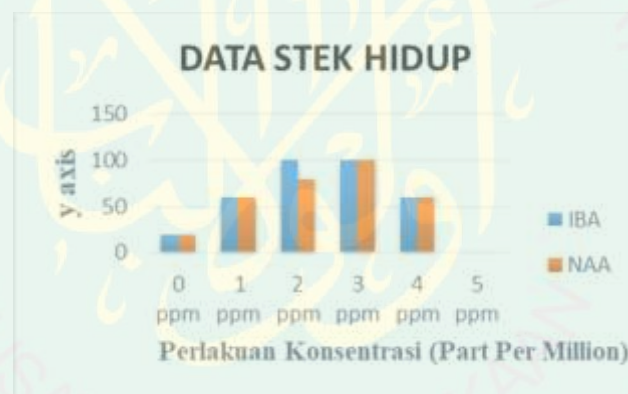 DATA STEK HIDUP
150
100
50
0
y axis
0 ppm
1 ppm
2 ppm
3 ppm
4 ppm
5 ppm
IBA
NAA
Perlakuan Konsentrasi (Part Per Million)